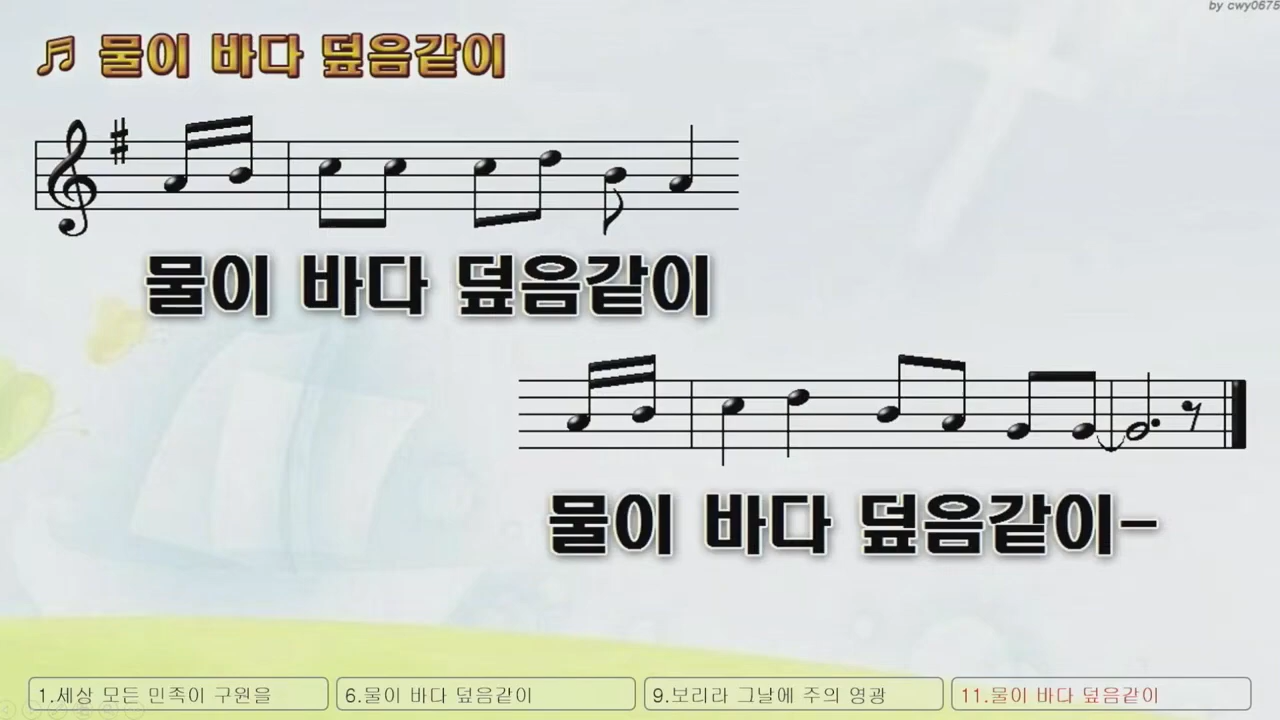 by cwy0675
♬ 물이 바다 덮음같이
물이 바다 덮음같이
물이 바다 덮음같이-
1.세상 모든 민족이 구원을
6.물이 바다 덮음같이
9.보리라 그날에 주의 영광
11.물이 바다 덮음같이